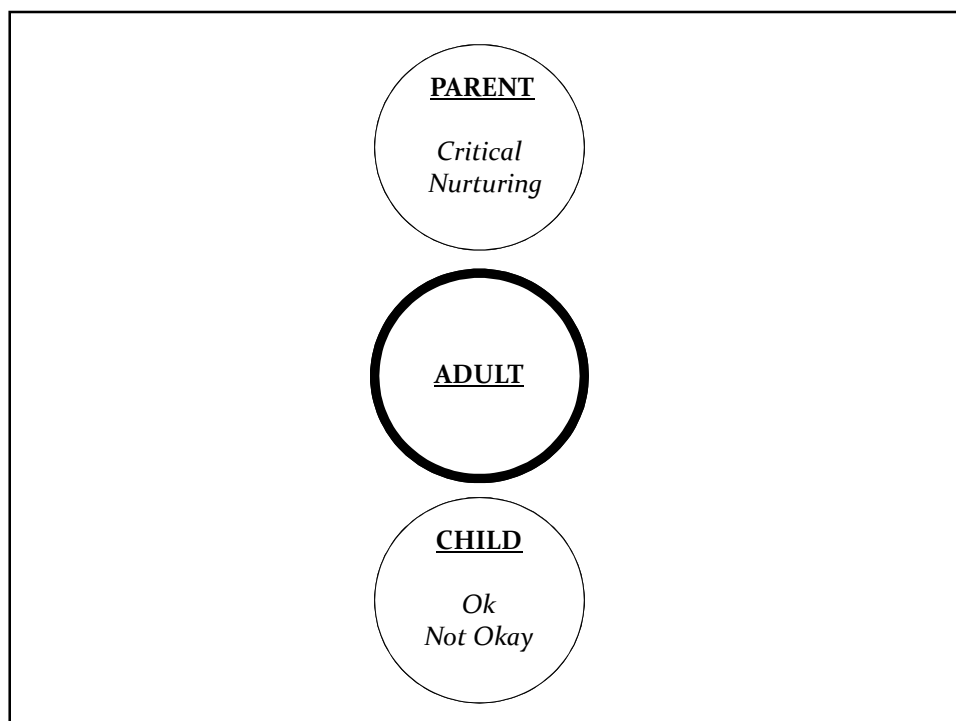 PARENT
Critical
Nurturing
ADULT
CHILD
Ok
Not Okay